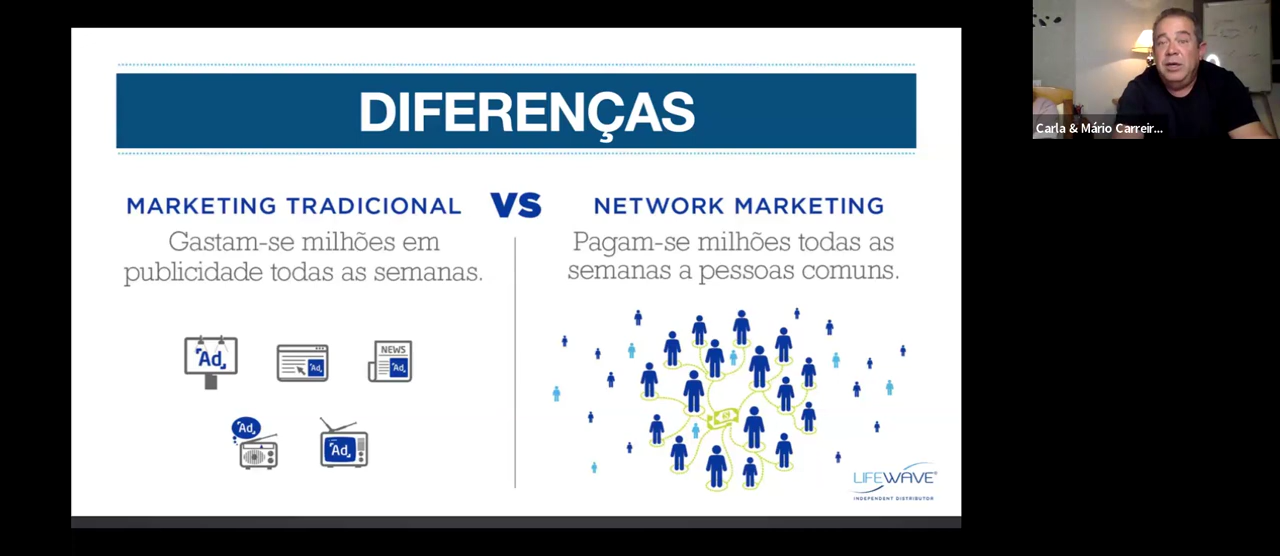 DIFERENÇAS
MARKETING TRADICIONAL
VS
NETWORK MARKETING
Gastam-se milhões em
publicidade todas as semanas.
Pagam-se milhões todas as
semanas a pessoas comuns.
Ad
Ad
NEWS
Ad
Ad
Ad
LIFEWAVE®
INDEPENDENT DISTRIBUTOR
Carla & Mário Carreir...